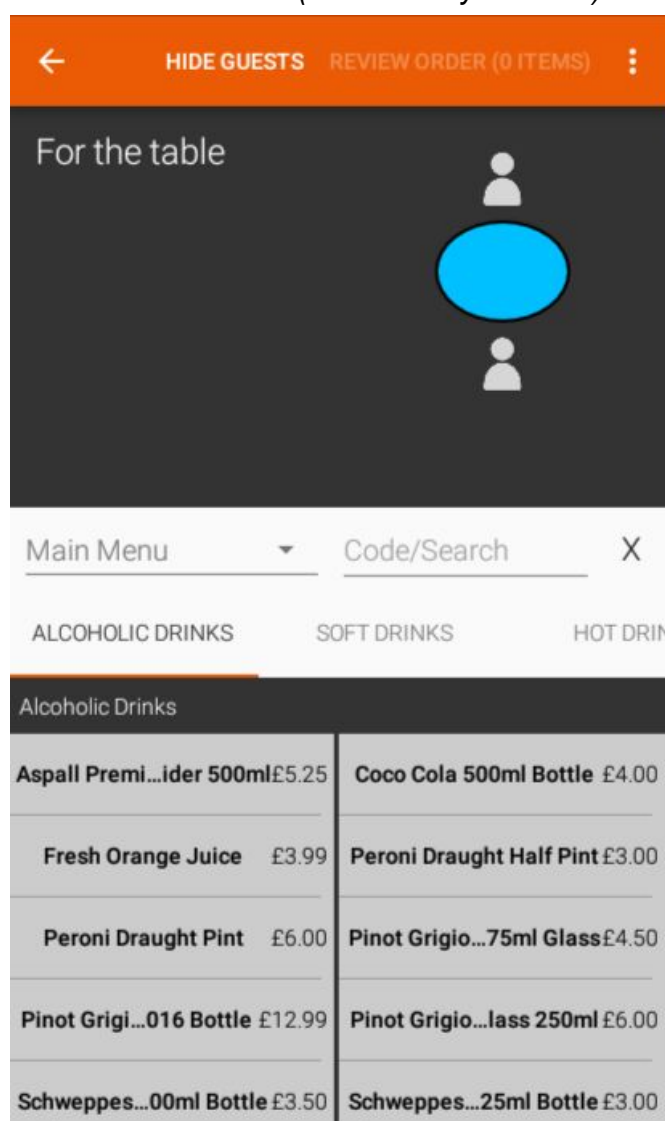 HIDE GUESTS REVIEW ORDER (0 ITEMS)
For the table
Main Menu Code/Search X
ALCOHOLIC DRINKS SOFT DRINKS HOT DRIN
Alcoholic Drinks
Aspall Premi...ider 500ml £5.25 Coco Cola 500ml Bottle £4.00
Fresh Orange Juice £3.99 Peroni Draught Half Pint £3.00
Peroni Draught Pint £6.00 Pinot Grigio...75ml Glass £4.50
Pinot Grigi...016 Bottle £12.99 Pinot Grigio...lass 250ml £6.00
Schweppes...00ml Bottle £3.50 Schweppes...25ml Bottle £3.00